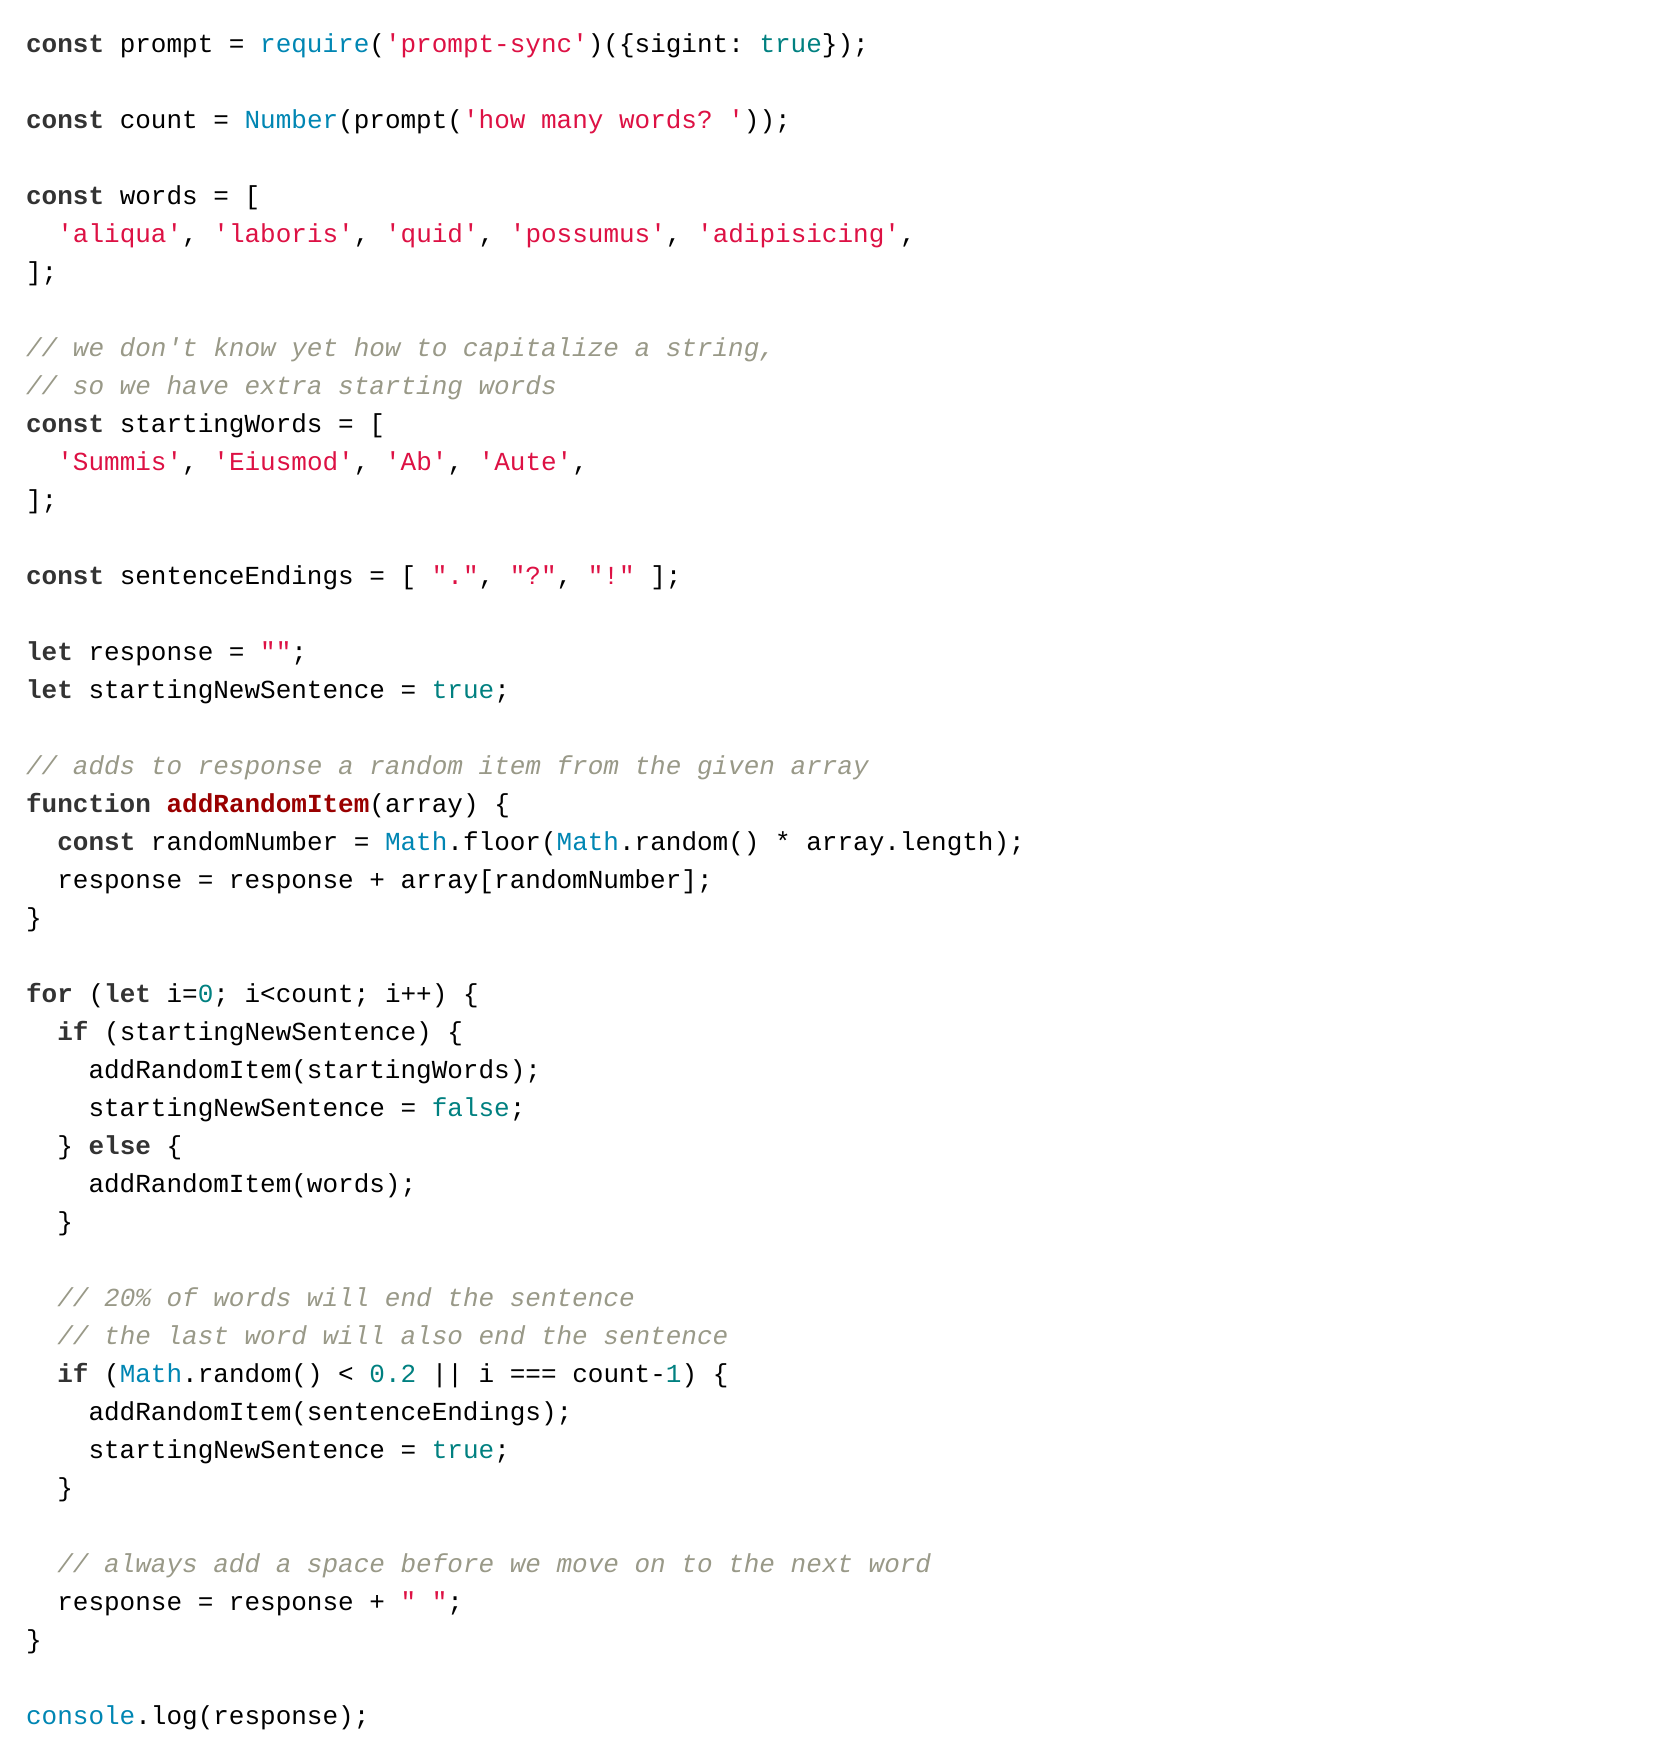 const prompt = require('prompt-sync')({sigint: true});

const count = Number(prompt('how many words? '));

const words = [
  'aliqua', 'laboris', 'quid', 'possumus', 'adipisicing',
];

// we don't know yet how to capitalize a string,
// so we have extra starting words
const startingWords = [
  'Summis', 'Eiusmod', 'Ab', 'Aute',
];

const sentenceEndings = [ ".", "?", "!" ];

let response = "";
let startingNewSentence = true;

// adds to response a random item from the given array
function addRandomItem(array) {
  const randomNumber = Math.floor(Math.random() * array.length);
  response = response + array[randomNumber];
}

for (let i=0; i<count; i++) {
  if (startingNewSentence) {
    addRandomItem(startingWords);
    startingNewSentence = false;
  } else {
    addRandomItem(words);
  }

  // 20% of words will end the sentence
  // the last word will also end the sentence
  if (Math.random() < 0.2 || i === count-1) {
    addRandomItem(sentenceEndings);
    startingNewSentence = true;
  }

  // always add a space before we move on to the next word
  response = response + " ";
}

console.log(response);